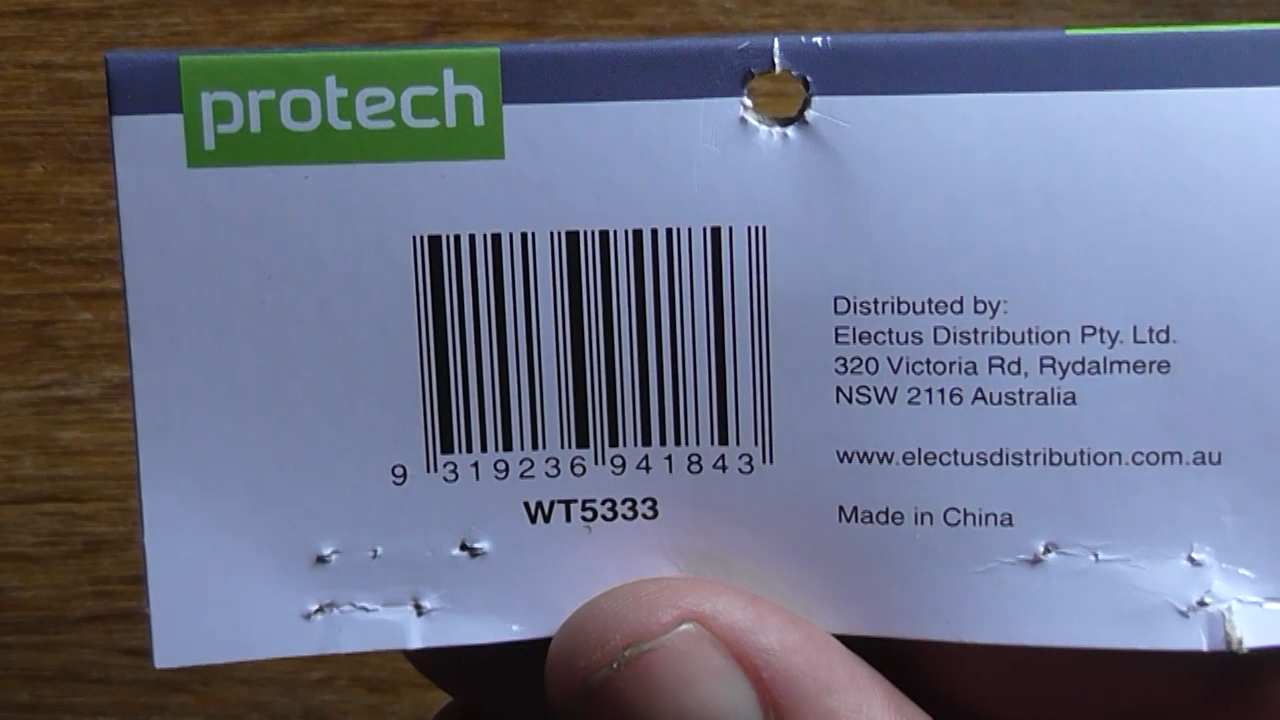 protech
9 319236 941843
WT5333
Distributed by:
Electus Distribution Pty. Ltd.
320 Victoria Rd, Rydalmere
NSW 2116 Australia
www.electusdistribution.com.au
Made in China